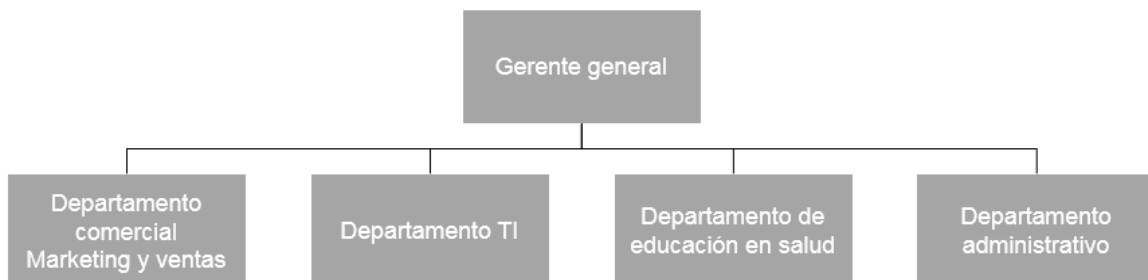 Gerente general
Departamento
comercial
Marketing y ventas
Departamento TI
Departamento de
educación en salud
Departamento
administrativo